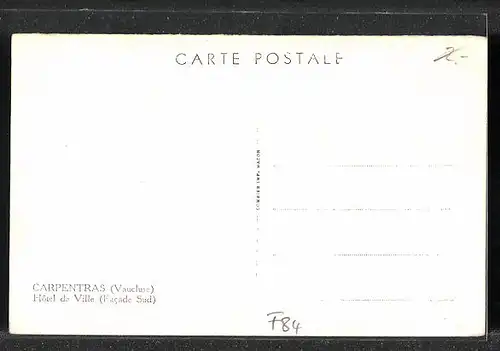 CARTE POSTALE
2.-
CARPENTRAS (Vaucluse)
Hôtel de Ville (Façade Sud)
F84